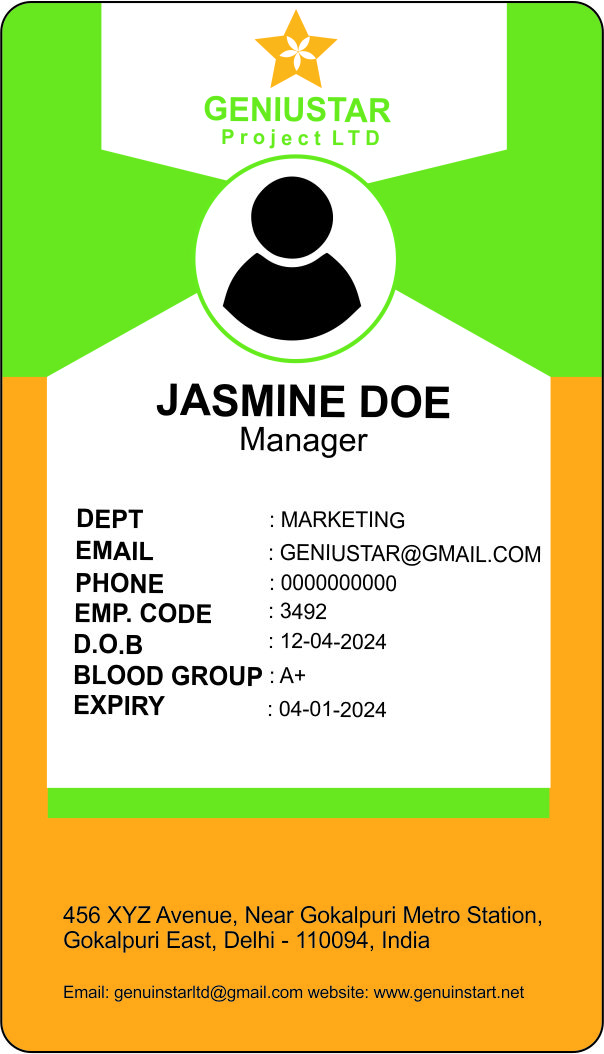 GENIUSTAR
Project LTD
JASMINE DOE
Manager
DEPT : MARKETING
EMAIL : GENIUSTAR@GMAIL.COM
PHONE : 0000000000
EMP. CODE : 3492
D.O.B : 12-04-2024
BLOOD GROUP : A+
EXPIRY : 04-01-2024
456 XYZ Avenue, Near Gokalpuri Metro Station,
Gokalpuri East, Delhi - 110094, India
Email: genuinstarltd@gmail.com website: www.genuinstart.net